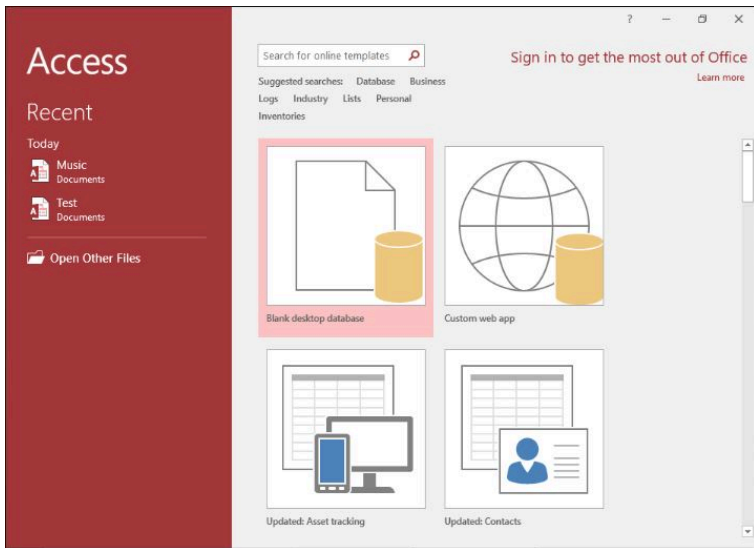 ?
Access
Recent
Today
Music
Documents
Test
Documents
Open Other Files
Search for online templates
Suggested searches: Database Business
Logs Industry Lists Personal
Inventories
Sign in to get the most out of Office
Learn more
Blank desktop database
Custom web app
Updated: Asset tracking
Updated: Contacts